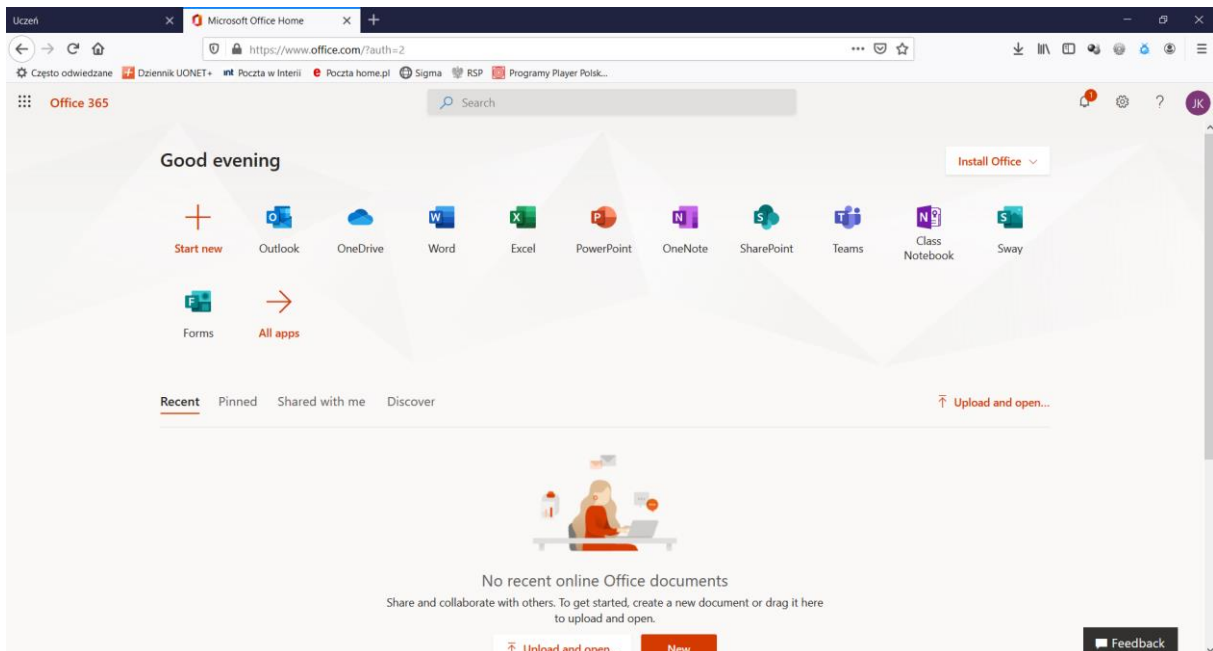 Uczeń
Microsoft Office Home
https://www.office.com/?auth=2
Często odwiedzane Dziennik UONET+ int Poczta w Interii Poczta home.pl Sigma RSP Programy Player Polsk...
Office 365
Search
1
?
JK
Good evening
Install Office
Start new Outlook OneDrive Word Excel PowerPoint OneNote SharePoint Teams Class Notebook Sway
Forms All apps
Recent Pinned Shared with me Discover
Upload and open...
No recent online Office documents
Share and collaborate with others. To get started, create a new document or drag it here
to upload and open.
Upload and open... New
Feedback